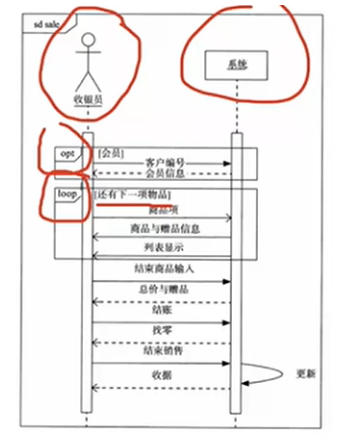 sd sale
收银员
系统
opt
[会员]
客户编号
会员信息
loop
[还有下一项物品]
商品项
商品与赠品信息
列表显示
结束商品输入
总价与赠品
结账
找零
结束销售
收据
更新